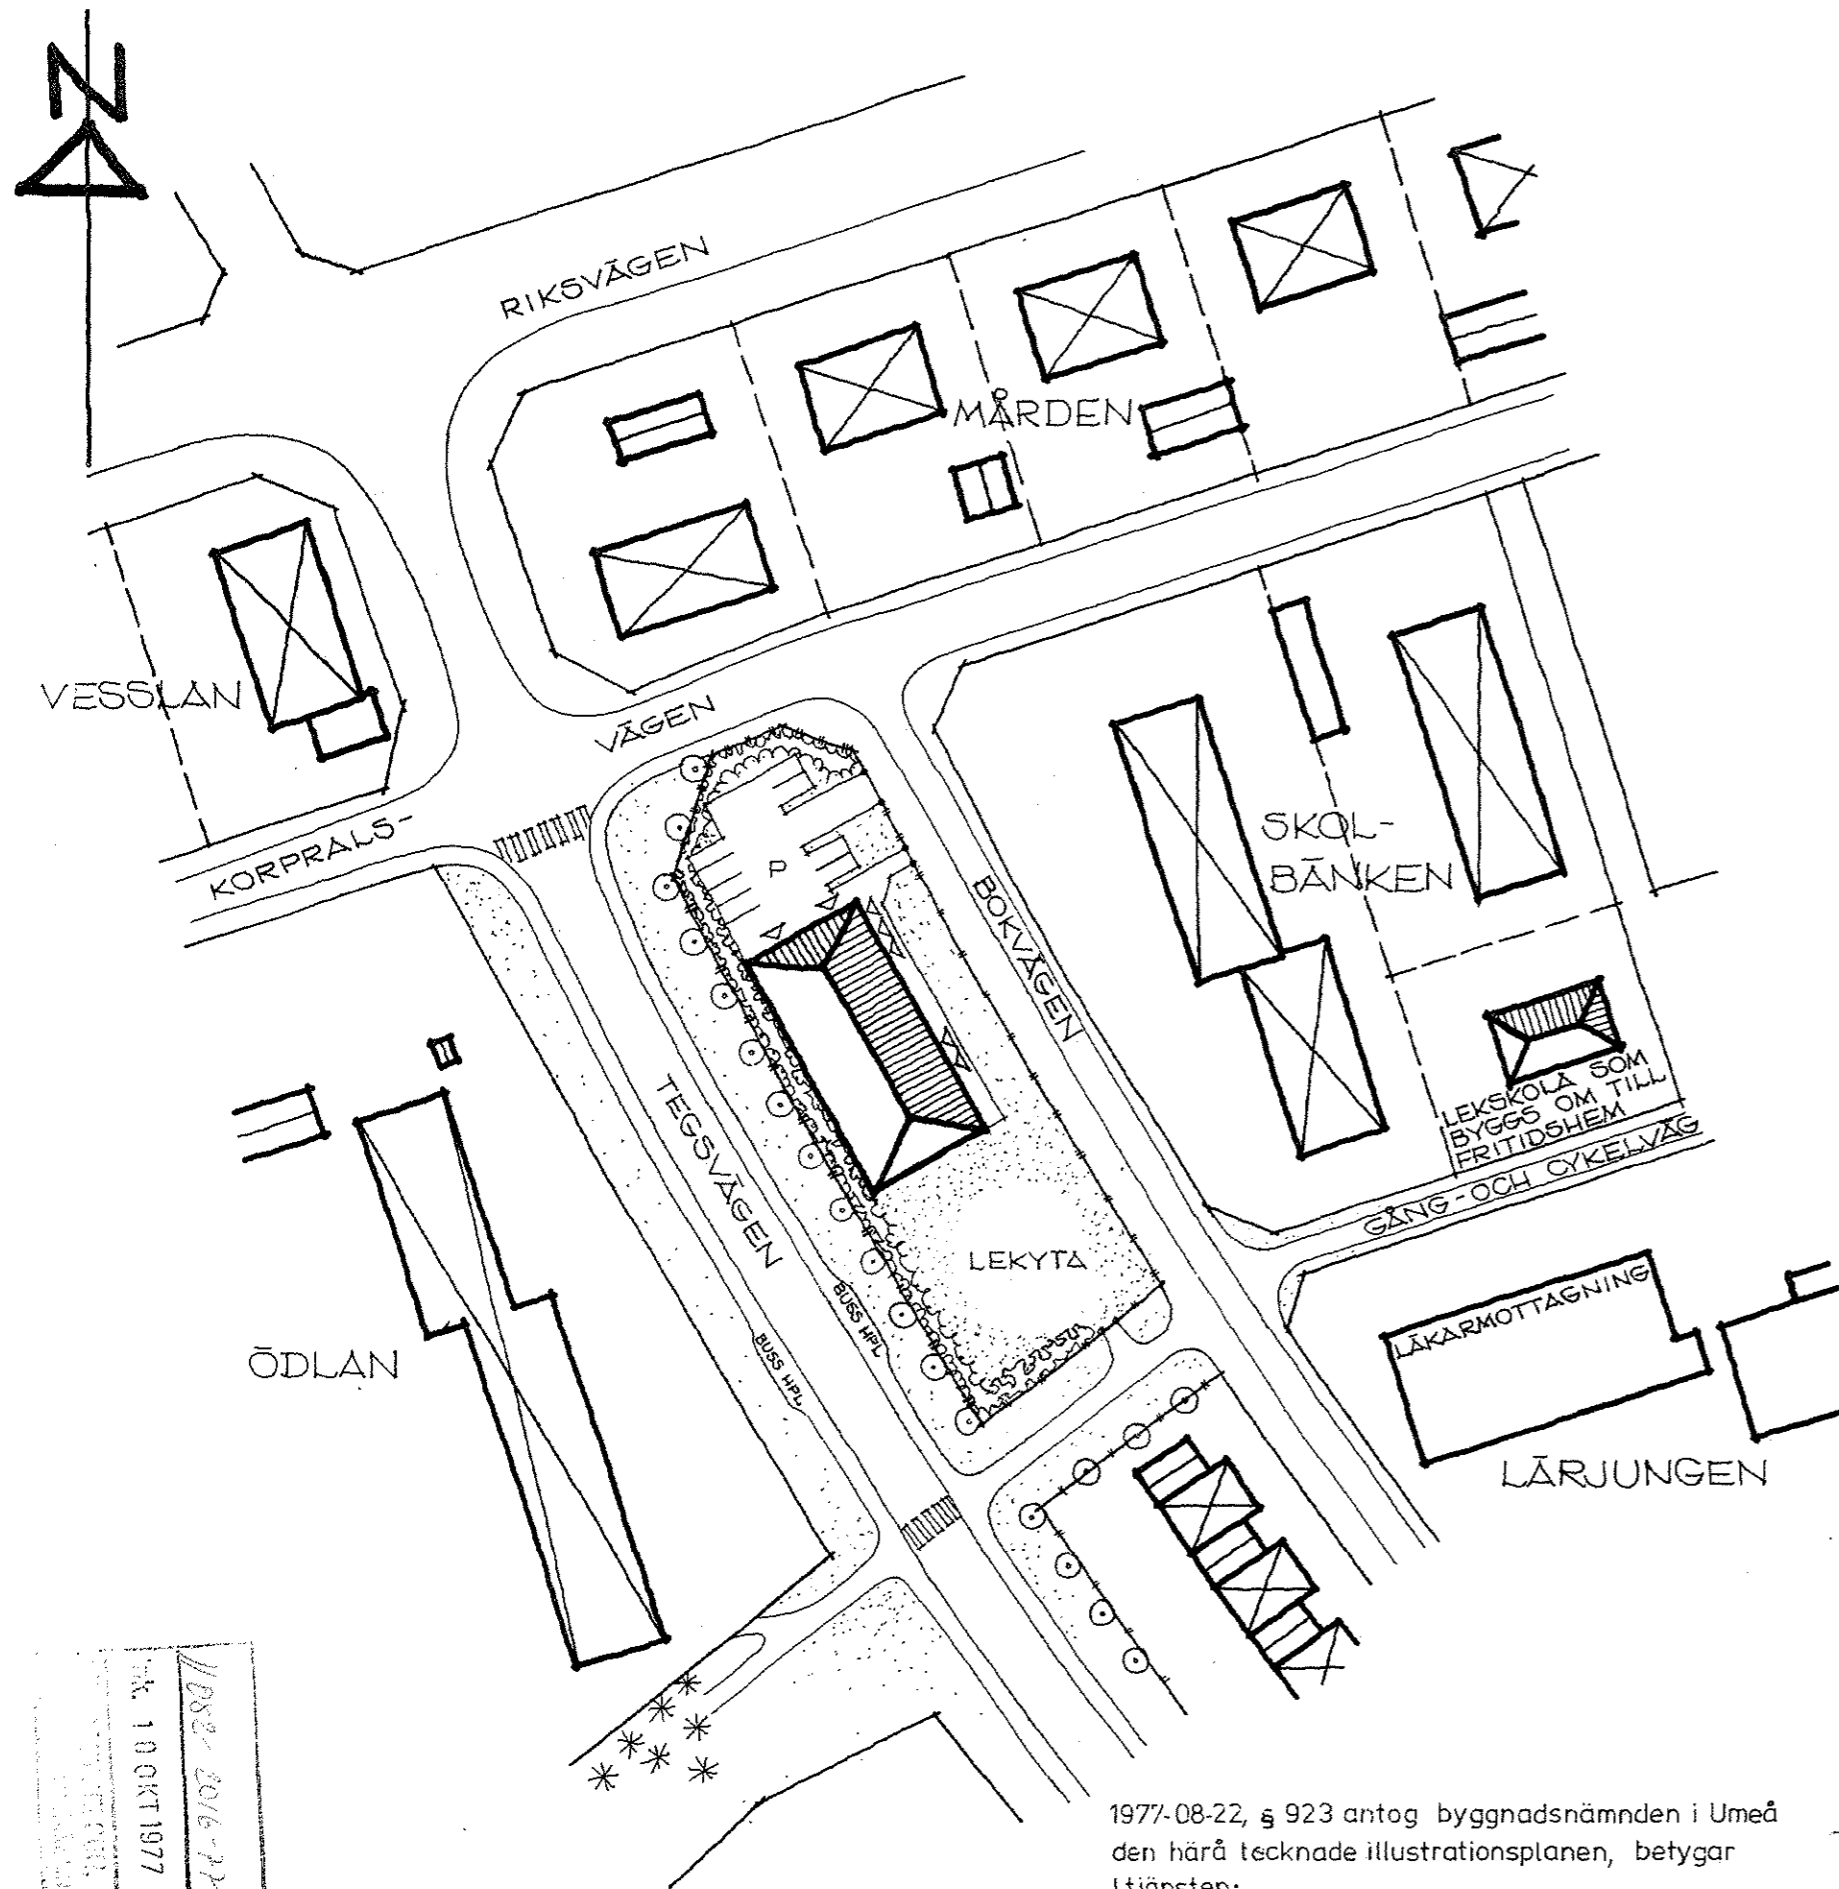 N
RIKSVÄGEN
MÅRDEN
VESSLAN
VÄGEN
KORPRALS-
P
SKOL-
BÄNKEN
BOKVÄGEN
TEGSVÄGEN
LEKSKOLA SOM
BYGGS OM TILL
FRITIDSHEM
GÅNG- OCH CYKELVÄG
LEKYTA
BUSS HPL
BUSS HPL
ÖDLAN
LÄKARMOTTAGNING
LÄRJUNGEN
Ink. 10 OKT 1977
1977-08-22, § 923 antog byggnadsnämnden i Umeå
den härå tecknade illustrationsplanen, betygar
i tjänsten: